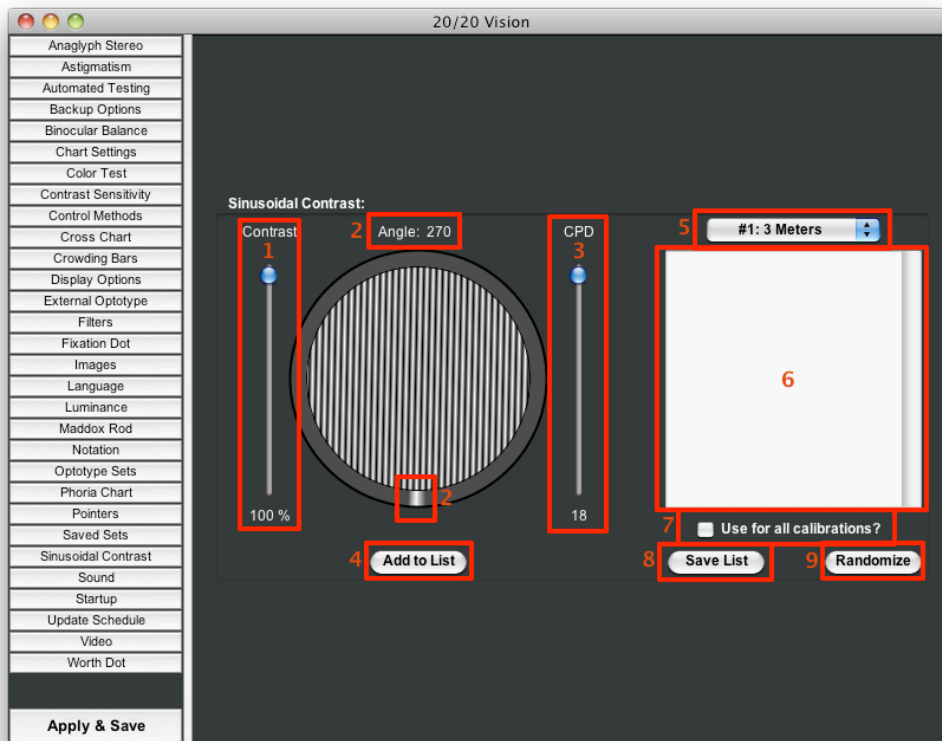 20/20 Vision
Anaglyph Stereo
Astigmatism
Automated Testing
Backup Options
Binocular Balance
Chart Settings
Color Test
Contrast Sensitivity
Control Methods
Cross Chart
Crowding Bars
Display Options
External Optotype
Filters
Fixation Dot
Images
Language
Luminance
Maddox Rod
Notation
Optotype Sets
Phoria Chart
Pointers
Saved Sets
Sinusoidal Contrast
Sound
Startup
Update Schedule
Video
Worth Dot
Apply & Save
Sinusoidal Contrast:
Contrast
1
100 %
2 Angle: 270
2
CPD
3
18
4 Add to List
5 #1: 3 Meters
6
7 Use for all calibrations?
8 Save List
9 Randomize